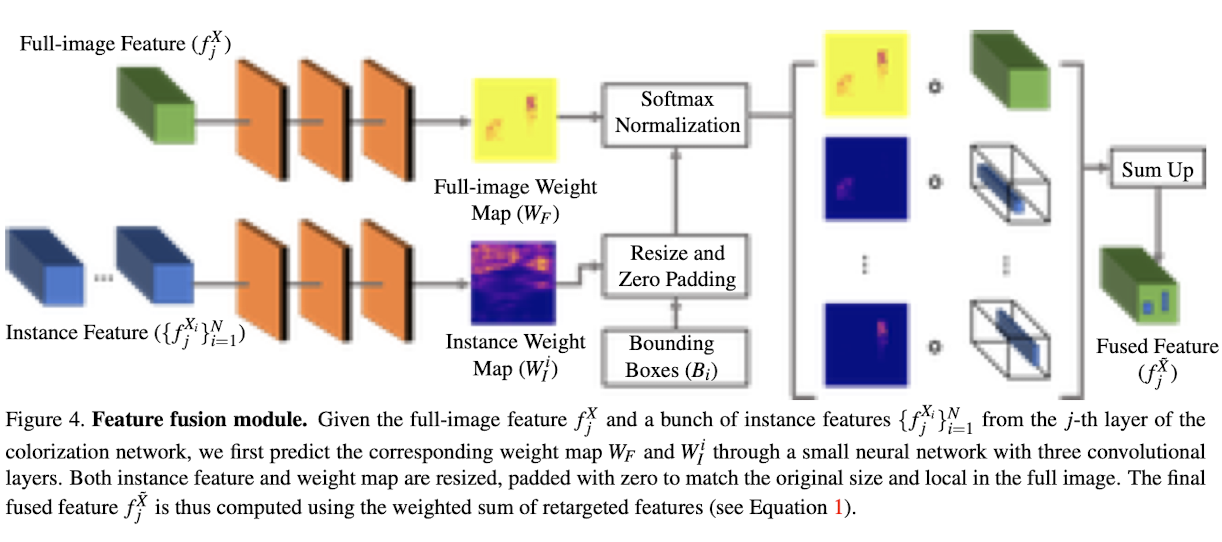 Full-image Feature (f_j^X)
Full-image Weight
Map (W_F)
Softmax
Normalization
Instance Feature ({f_j^{X_i}}_{i=1}^N)
...
Instance Weight
Map (W_I^i)
Resize and
Zero Padding
Bounding
Boxes (B_i)
Sum Up
Fused Feature
(f_j^{X̃})
Figure 4. Feature fusion module. Given the full-image feature f_j^X and a bunch of instance features {f_j^{X_i}}_{i=1}^N from the j-th layer of the
colorization network, we first predict the corresponding weight map W_F and W_I^i through a small neural network with three convolutional
layers. Both instance feature and weight map are resized, padded with zero to match the original size and local in the full image. The final
fused feature f_j^{X̃} is thus computed using the weighted sum of retargeted features (see Equation 1).